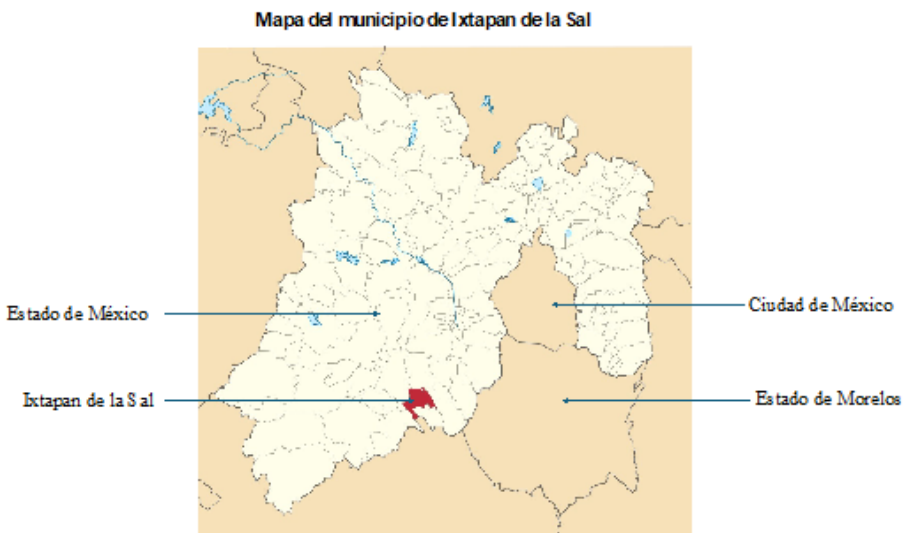 Mapa del municipio de Ixtapan de la Sal
Estado de México
Ciudad de México
Ixtapan de la Sal
Estado de Morelos